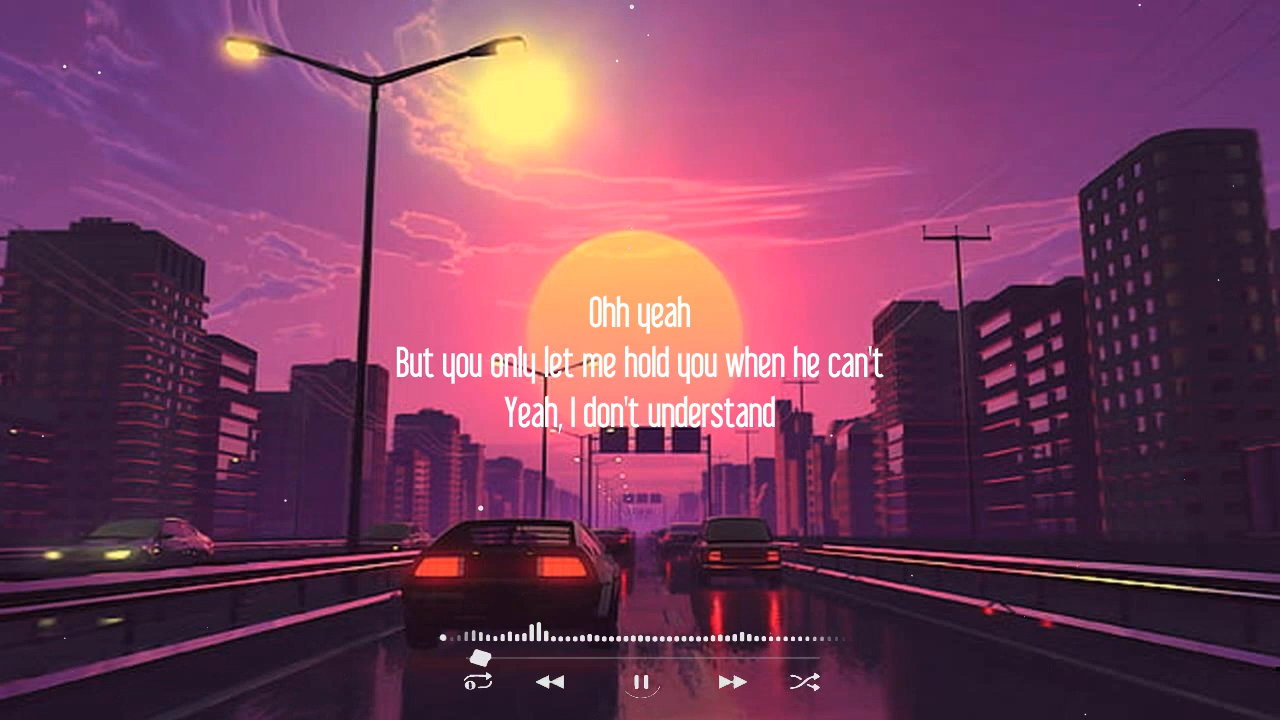 Ohh yeah
But you only let me hold you when he can't
Yeah, I don't understand